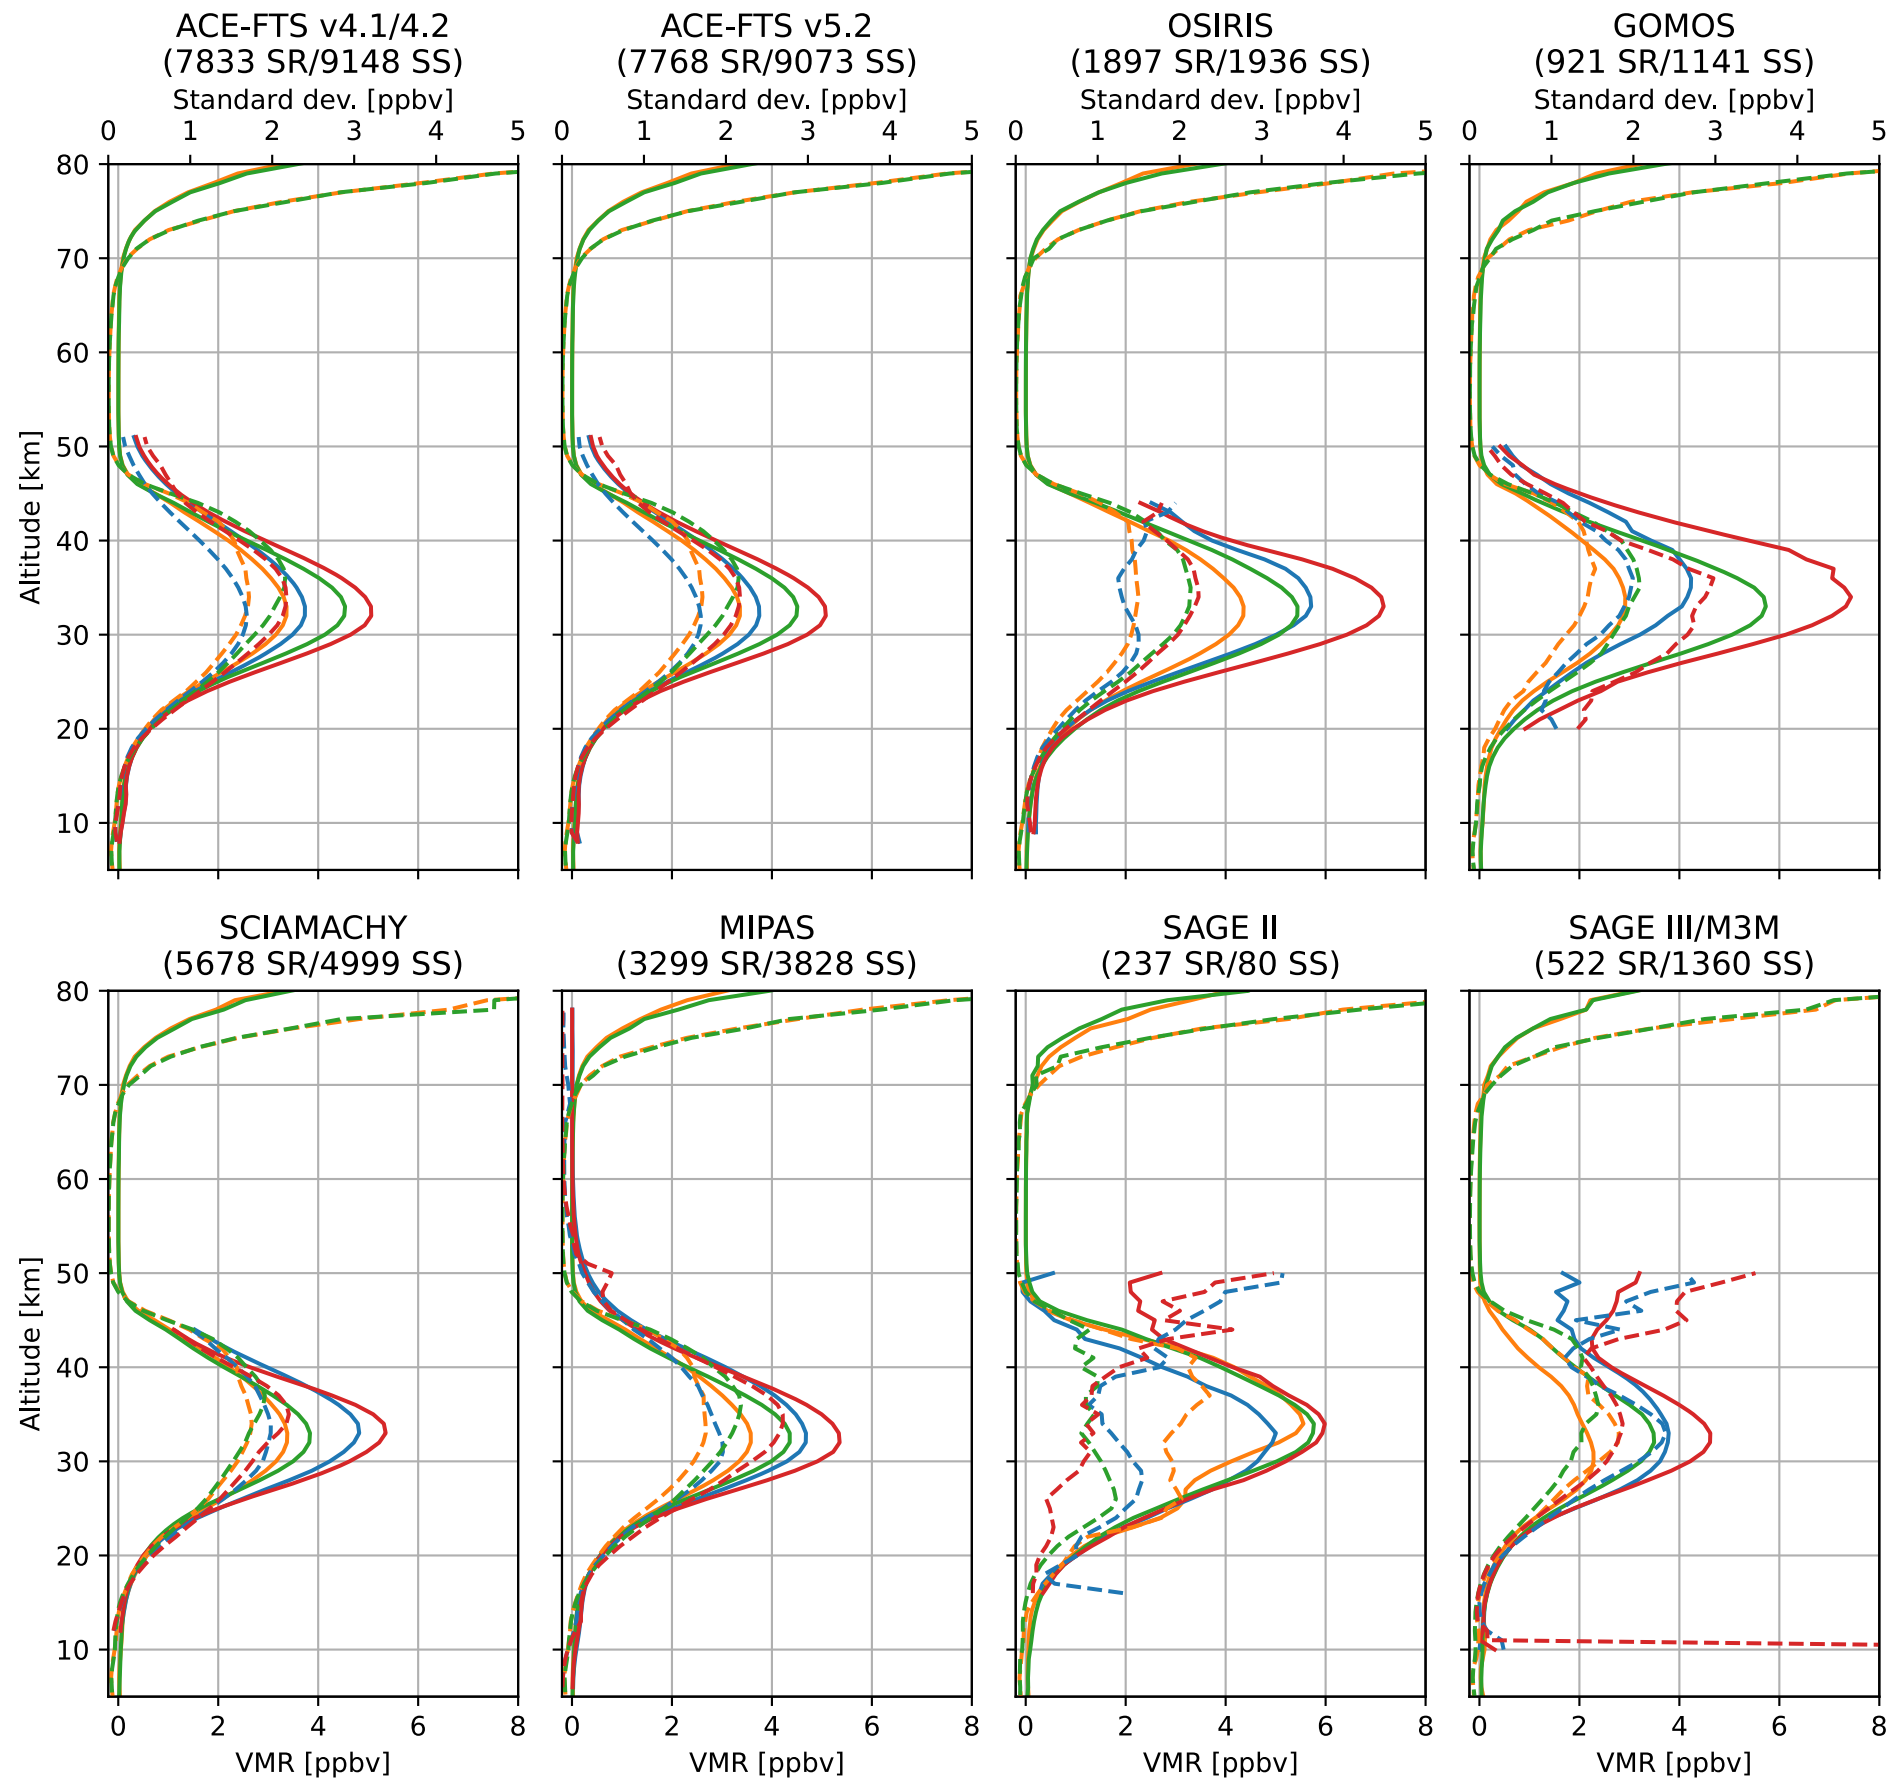 ACE-FTS v4.1/4.2
(7833 SR/9148 SS)
Standard dev. [ppbv]
0 1 2 3 4 5
ACE-FTS v5.2
(7768 SR/9073 SS)
Standard dev. [ppbv]
0 1 2 3 4 5
OSIRIS
(1897 SR/1936 SS)
Standard dev. [ppbv]
0 1 2 3 4 5
GOMOS
(921 SR/1141 SS)
Standard dev. [ppbv]
0 1 2 3 4 5
Altitude [km]
80
70
60
50
40
30
20
10
SCIAMACHY
(5678 SR/4999 SS)
MIPAS
(3299 SR/3828 SS)
SAGE II
(237 SR/80 SS)
SAGE III/M3M
(522 SR/1360 SS)
Altitude [km]
80
70
60
50
40
30
20
10
0 2 4 6 8
VMR [ppbv]
0 2 4 6 8
VMR [ppbv]
0 2 4 6 8
VMR [ppbv]
0 2 4 6 8
VMR [ppbv]